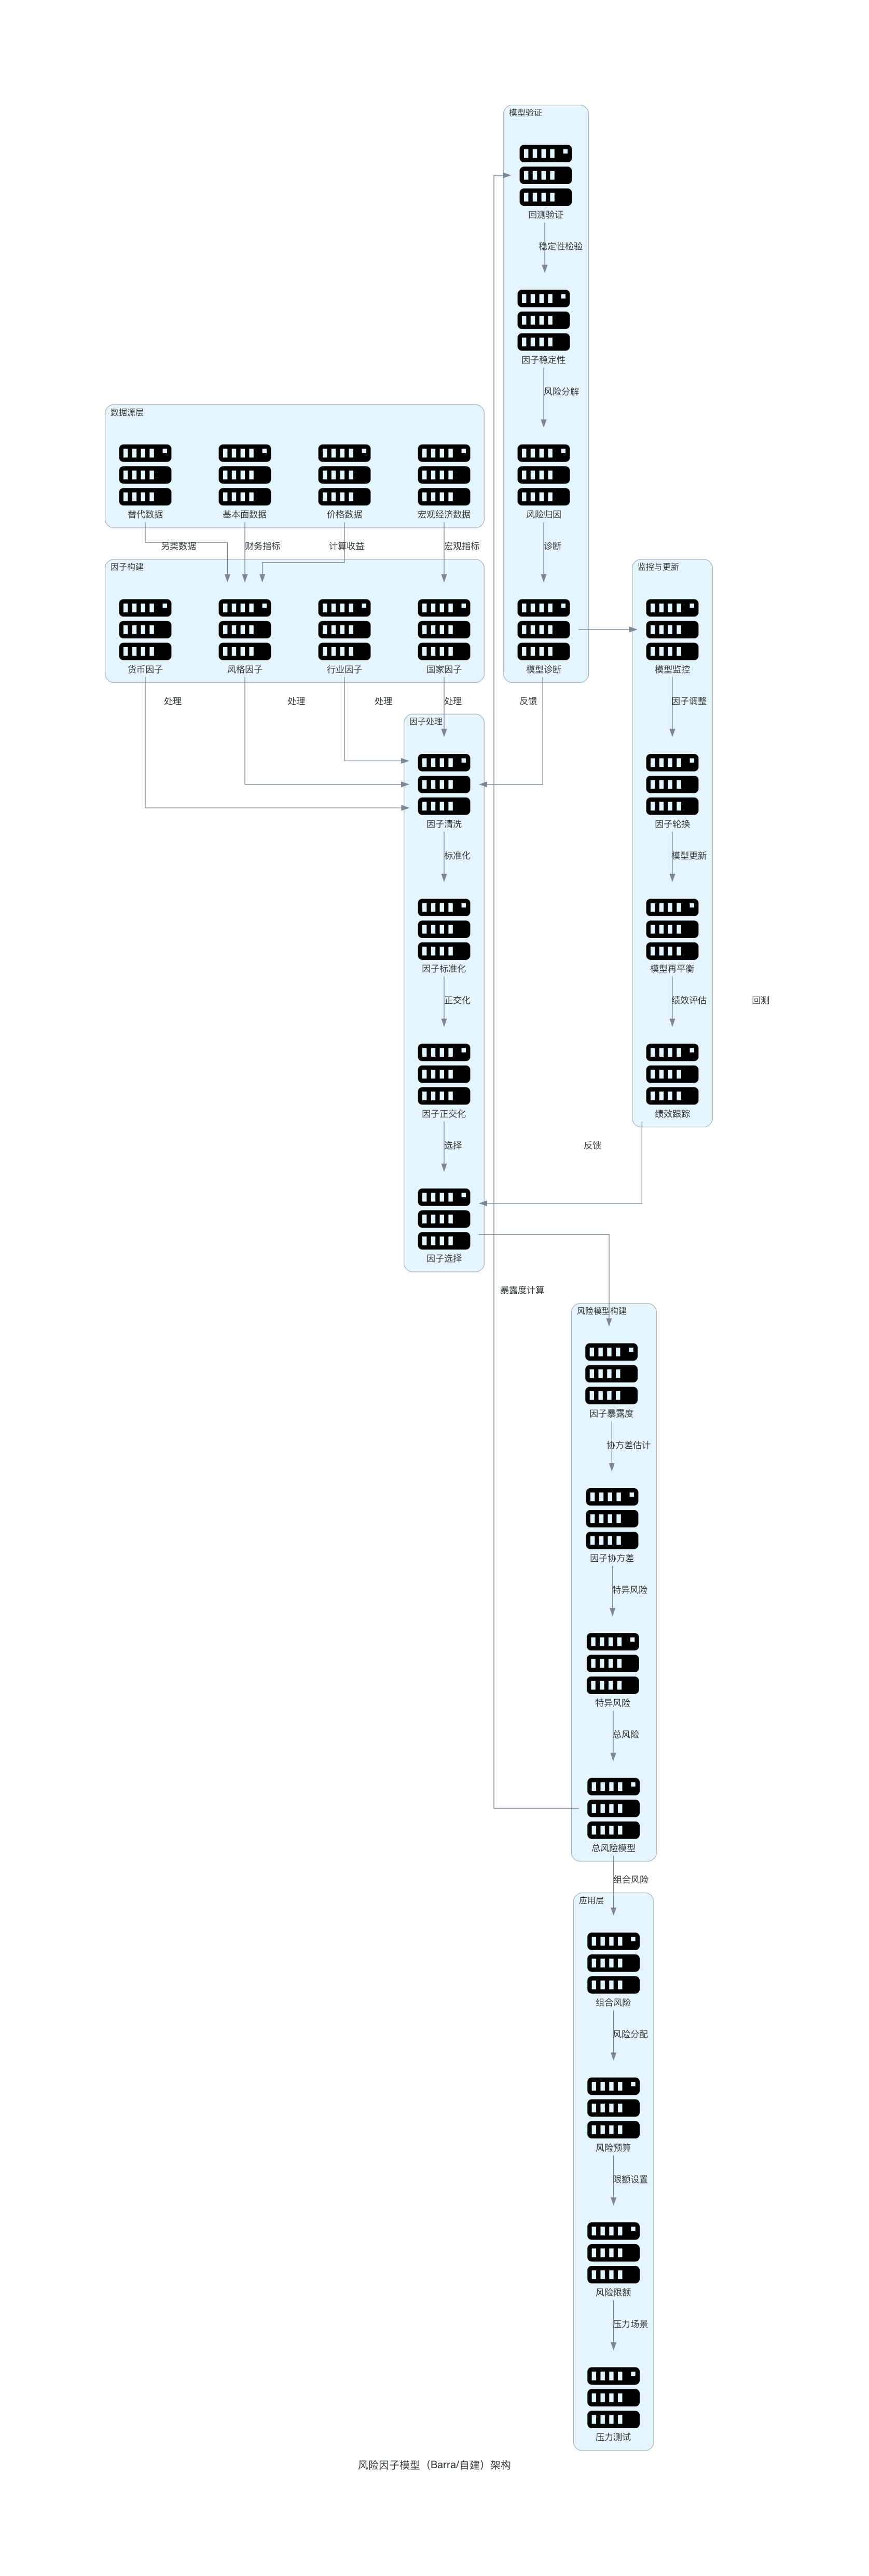 模型验证
回测验证
稳定性检验
因子稳定性
风险分解
数据源层
替代数据
基本面数据
价格数据
宏观经济数据
风险归因
另类数据
财务指标
计算收益
宏观指标
诊断
因子构建
监控与更新
货币因子
风格因子
行业因子
国家因子
模型诊断
模型监控
处理
处理
处理
处理
反馈
因子调整
因子处理
因子清洗
因子轮换
标准化
模型更新
因子标准化
模型再平衡
正交化
绩效评估
回测
因子正交化
绩效跟踪
选择
反馈
因子选择
暴露度计算
风险模型构建
因子暴露度
协方差估计
因子协方差
特异风险
特异风险
总风险
总风险模型
组合风险
应用层
组合风险
风险分配
风险预算
限额设置
风险限额
压力场景
压力测试
风险因子模型（Barra/自建）架构